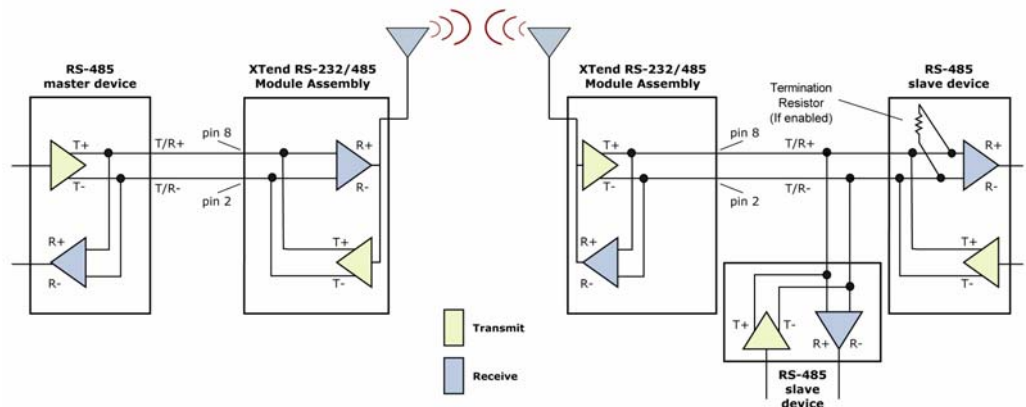 RS-485
master device
XTend RS-232/485
Module Assembly
XTend RS-232/485
Module Assembly
RS-485
slave device
Termination
Resistor
(If enabled)
T+
T-
T/R+
T/R-
pin 8
pin 2
R+
R-
R+
R-
T+
T-
T+
T-
pin 8
T/R+
pin 2
T/R-
R+
R-
R+
R-
T+
T-
T+
T-
R+
R-
Transmit
Receive
RS-485
slave
device